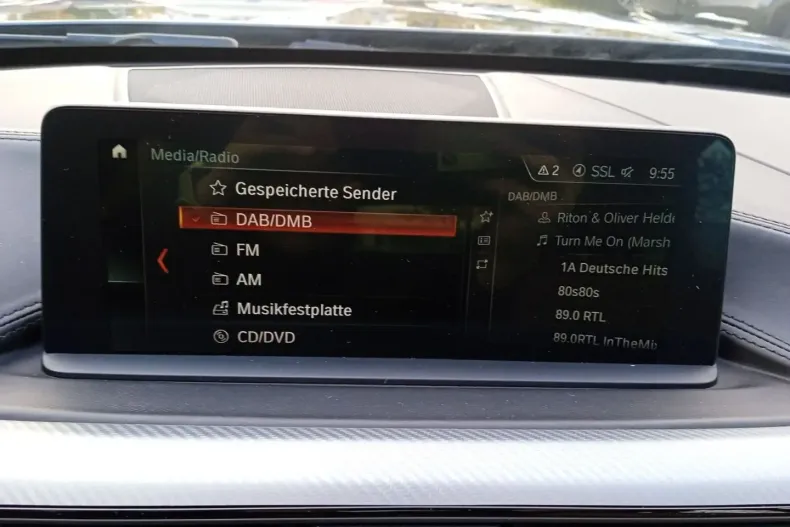 Media/Radio
Gespeicherte Sender
DAB/DMB
FM
AM
Musikfestplatte
CD/DVD
2 SSL 9:55
DAB/DMB
Riton & Oliver Held
Turn Me On (Marsh
1A Deutsche Hits
80s80s
89.0 RTL
89.0RTL InTheMi